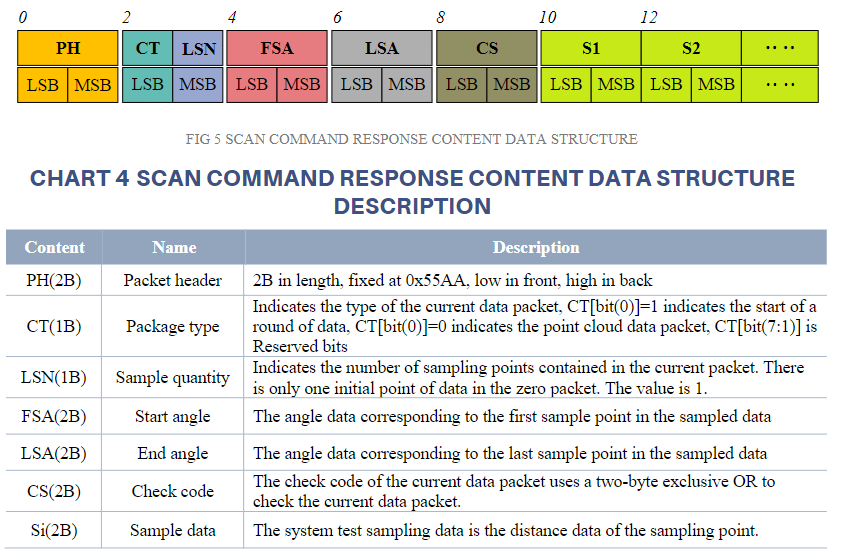 0 2 4 6 8 10 12
PH CT LSN FSA LSA CS S1 S2 .. ..
LSB MSB LSB MSB LSB MSB LSB MSB LSB MSB LSB MSB LSB MSB .. ..
FIG 5 SCAN COMMAND RESPONSE CONTENT DATA STRUCTURE
CHART 4 SCAN COMMAND RESPONSE CONTENT DATA STRUCTURE
DESCRIPTION
Content Name Description
PH(2B) Packet header 2B in length, fixed at 0x55AA, low in front, high in back
CT(1B) Package type Indicates the type of the current data packet, CT[bit(0)]=1 indicates the start of a
round of data, CT[bit(0)]=0 indicates the point cloud data packet, CT[bit(7:1)] is
Reserved bits
LSN(1B) Sample quantity Indicates the number of sampling points contained in the current packet. There
is only one initial point of data in the zero packet. The value is 1.
FSA(2B) Start angle The angle data corresponding to the first sample point in the sampled data
LSA(2B) End angle The angle data corresponding to the last sample point in the sampled data
CS(2B) Check code The check code of the current data packet uses a two-byte exclusive OR to
check the current data packet.
Si(2B) Sample data The system test sampling data is the distance data of the sampling point.